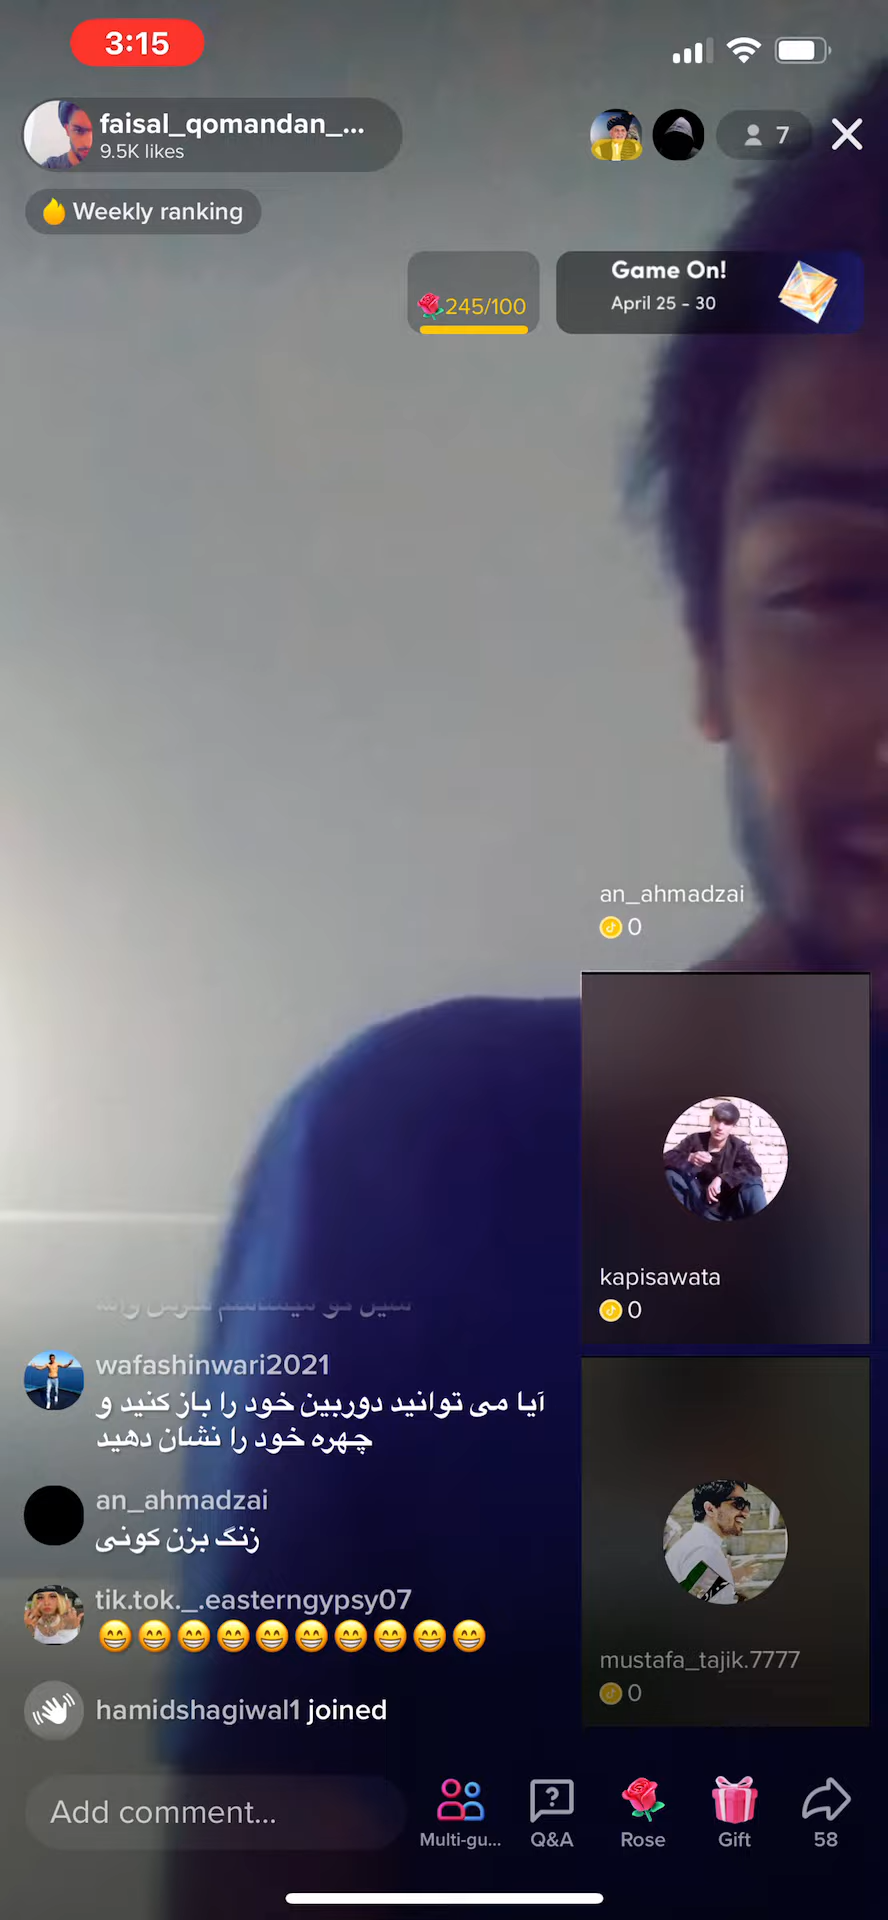 3:15
faisal_qomandan_...
9.5K likes
7
Weekly ranking
245/100
Game On!
April 25 - 30
an_ahmadzai
0
kapisawata
0
wafashinwari2021
آیا می توانید دوربین خود را باز کنید و
چهره خود را نشان دهید
an_ahmadzai
زنگ بزن کونی
tik.tok._.easterngypsy07
😁😁😁😁😁😁😁😁😁😁
mustafa_tajik.7777
0
hamidshagiwal1 joined
Add comment...
Multi-gu...
Q&A
Rose
Gift
58